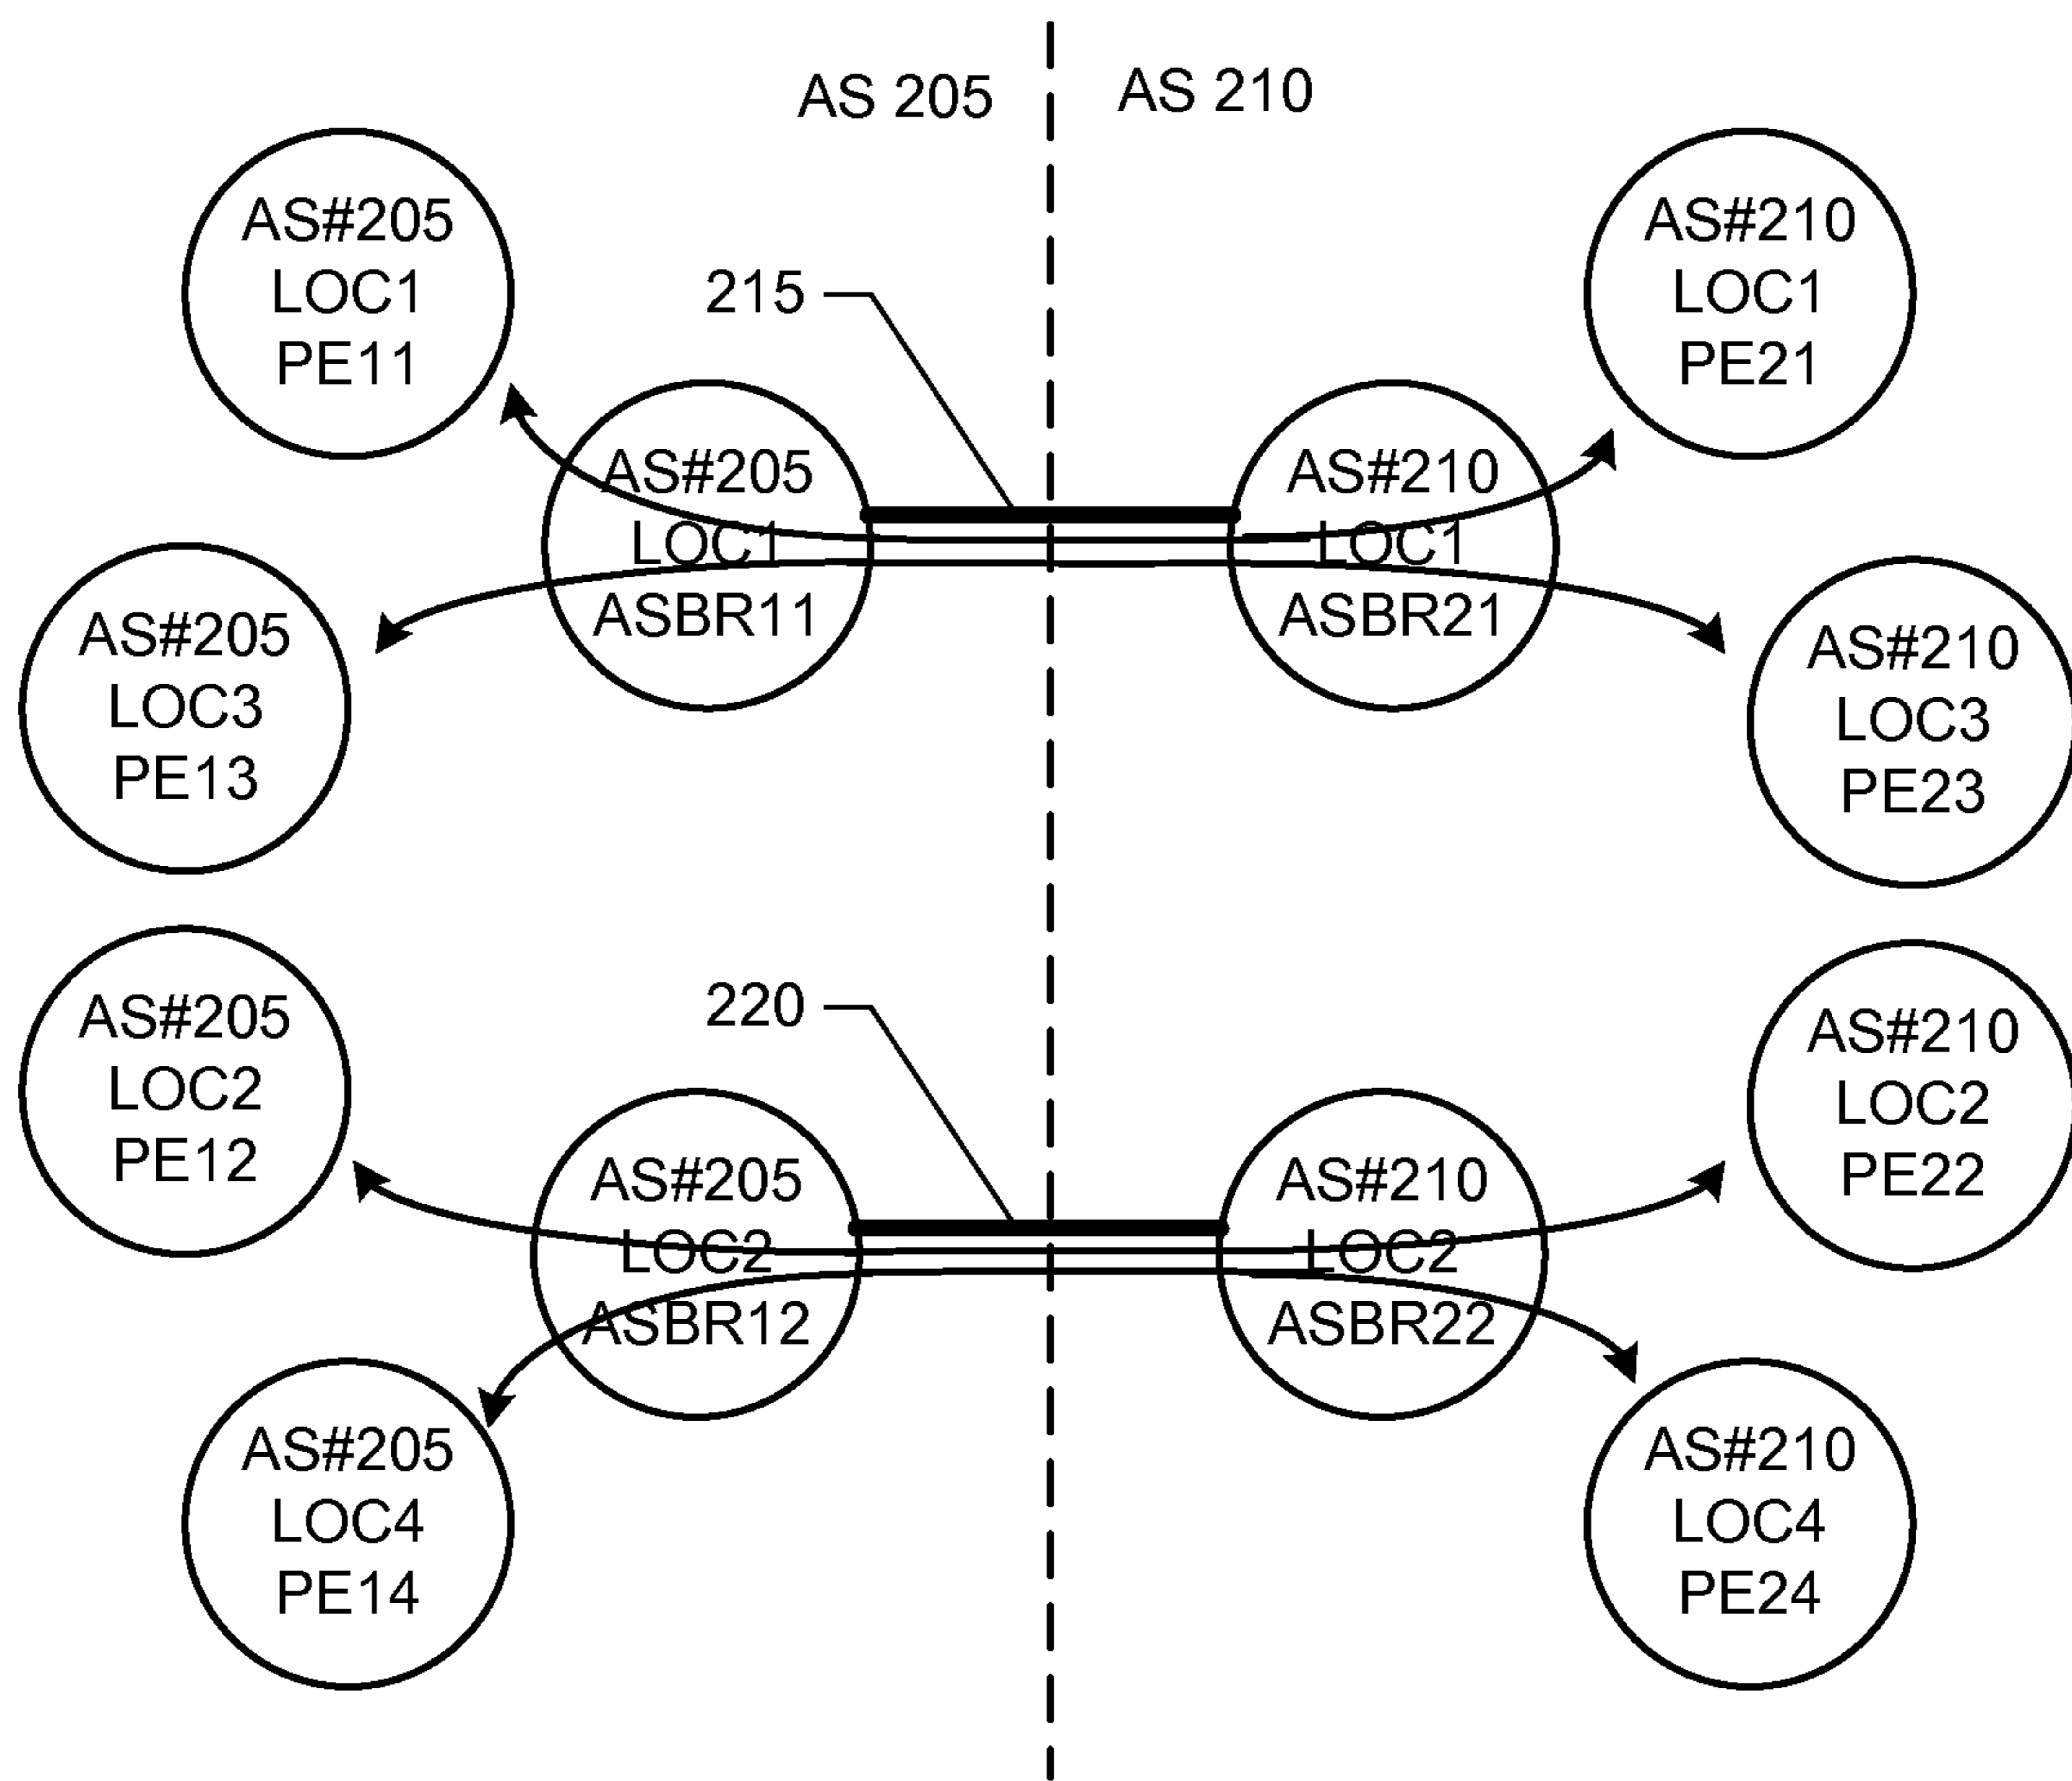 AS 205
AS 210
AS#205
LOC1
PE11
AS#210
LOC1
PE21
215
AS#205
LOC1
ASBR11
AS#210
LOC1
ASBR21
AS#205
LOC3
PE13
AS#210
LOC3
PE23
AS#205
LOC2
PE12
220
AS#210
LOC2
PE22
AS#205
LOC2
ASBR12
AS#210
LOC2
ASBR22
AS#205
LOC4
PE14
AS#210
LOC4
PE24